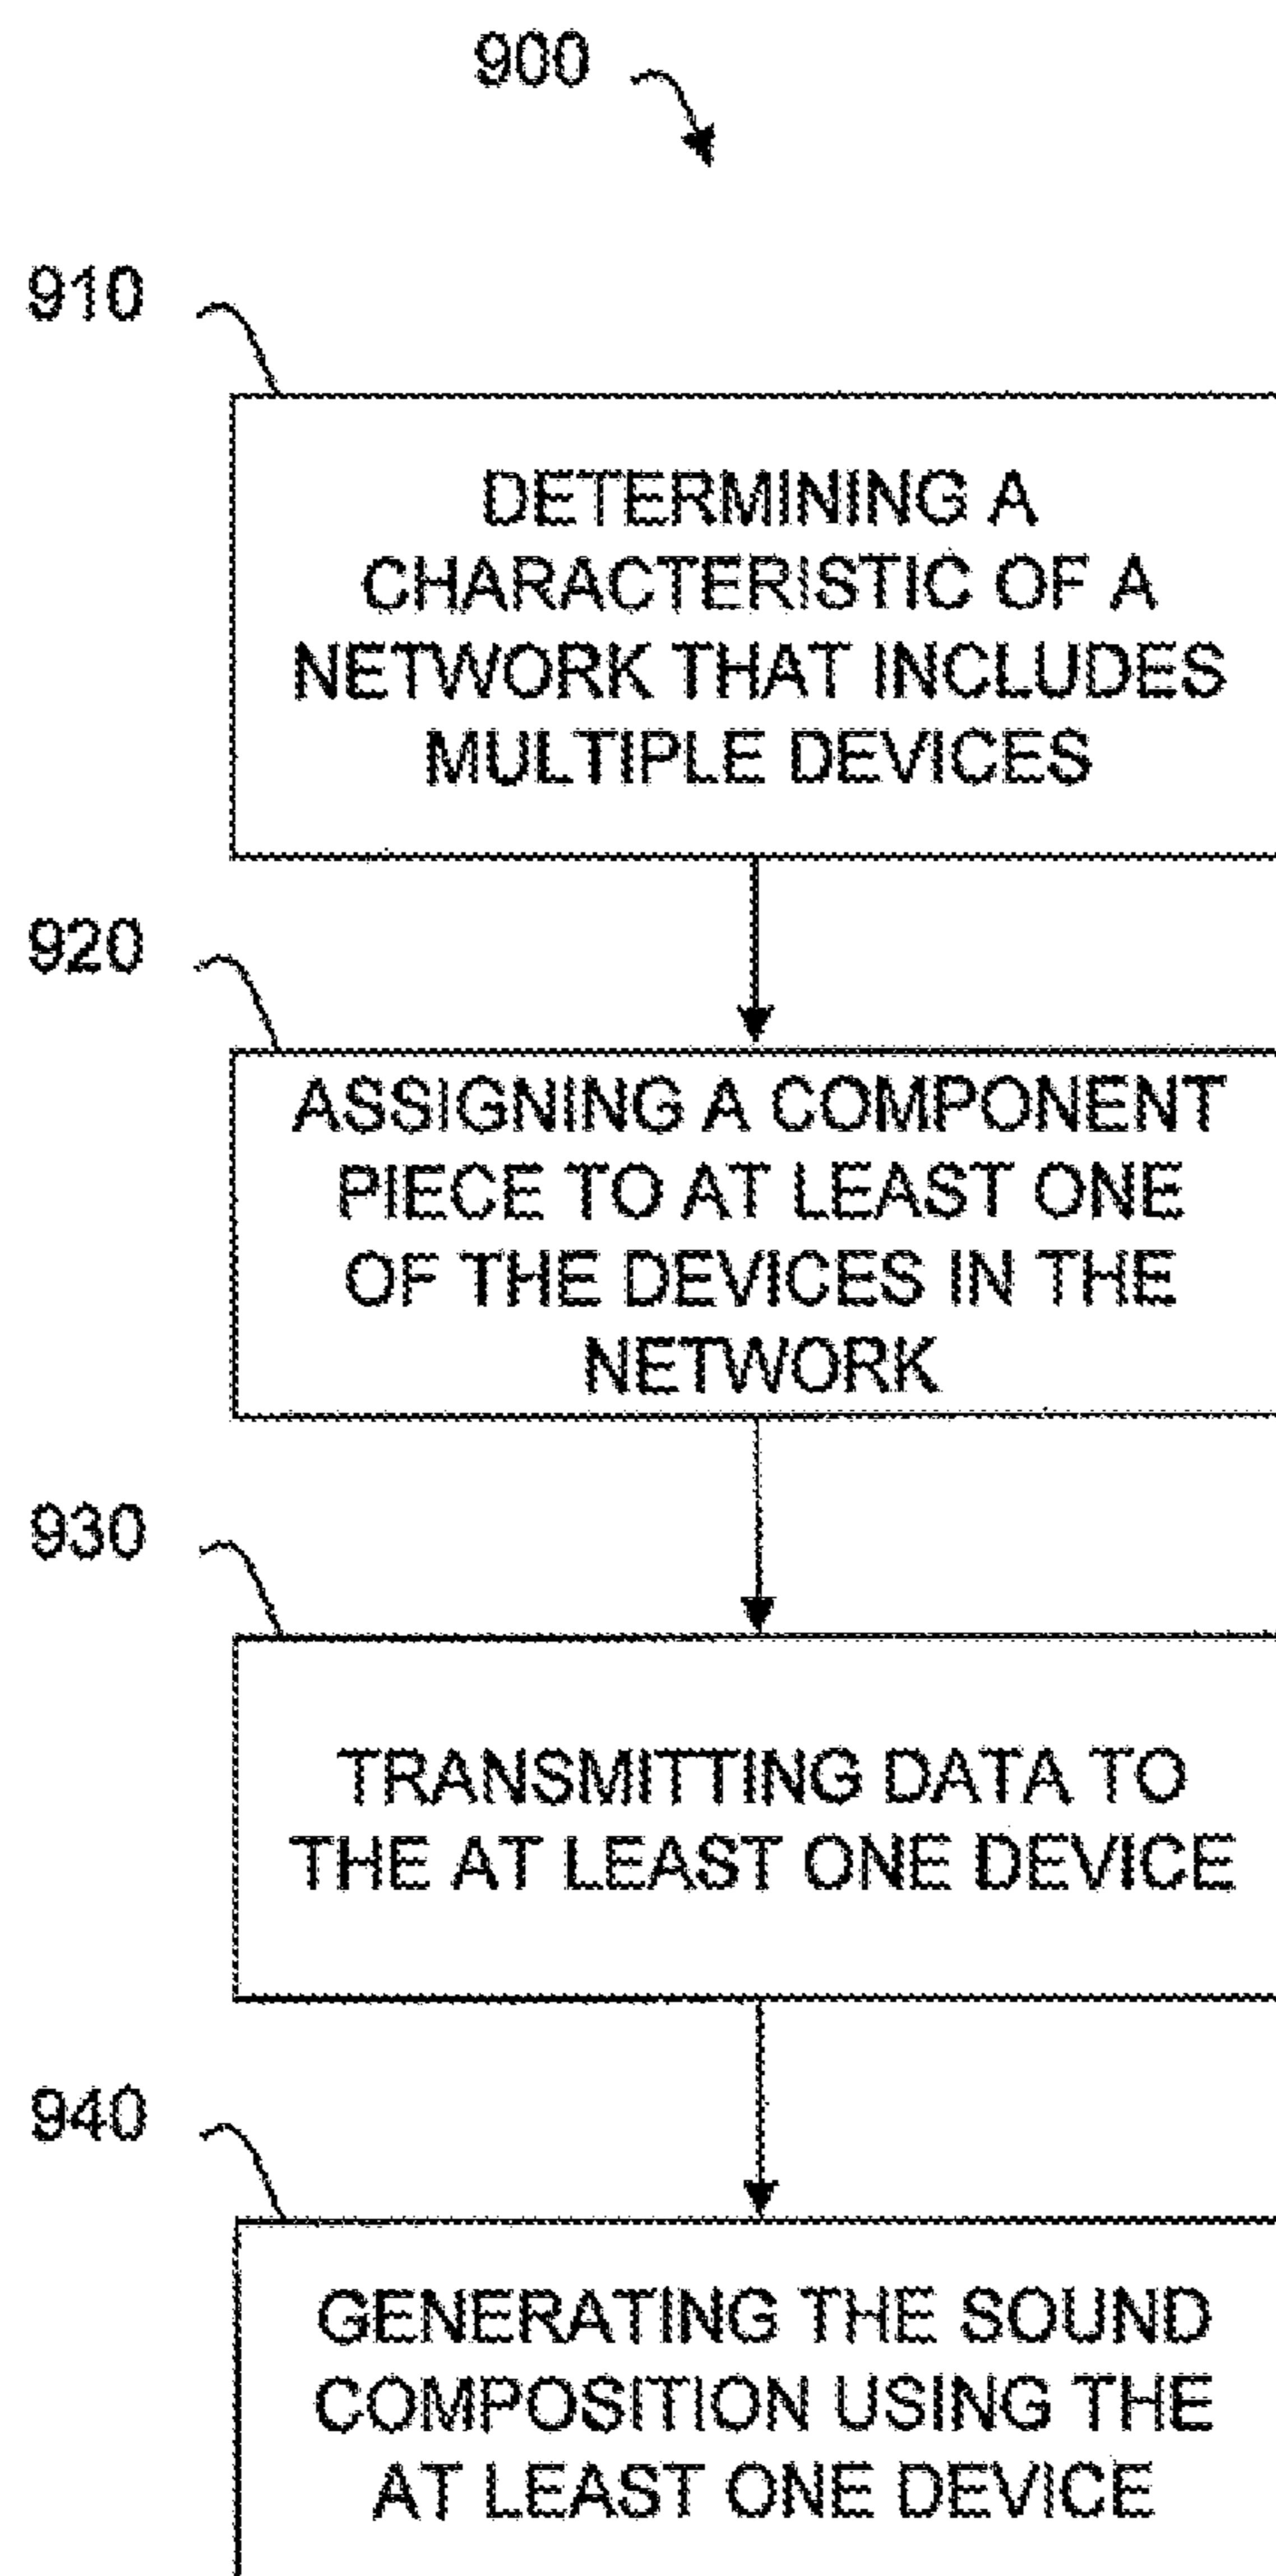 900
910
DETERMINING A
CHARACTERISTIC OF A
NETWORK THAT INCLUDES
MULTIPLE DEVICES
920
ASSIGNING A COMPONENT
PIECE TO AT LEAST ONE
OF THE DEVICES IN THE
NETWORK
930
TRANSMITTING DATA TO
THE AT LEAST ONE DEVICE
940
GENERATING THE SOUND
COMPOSITION USING THE
AT LEAST ONE DEVICE